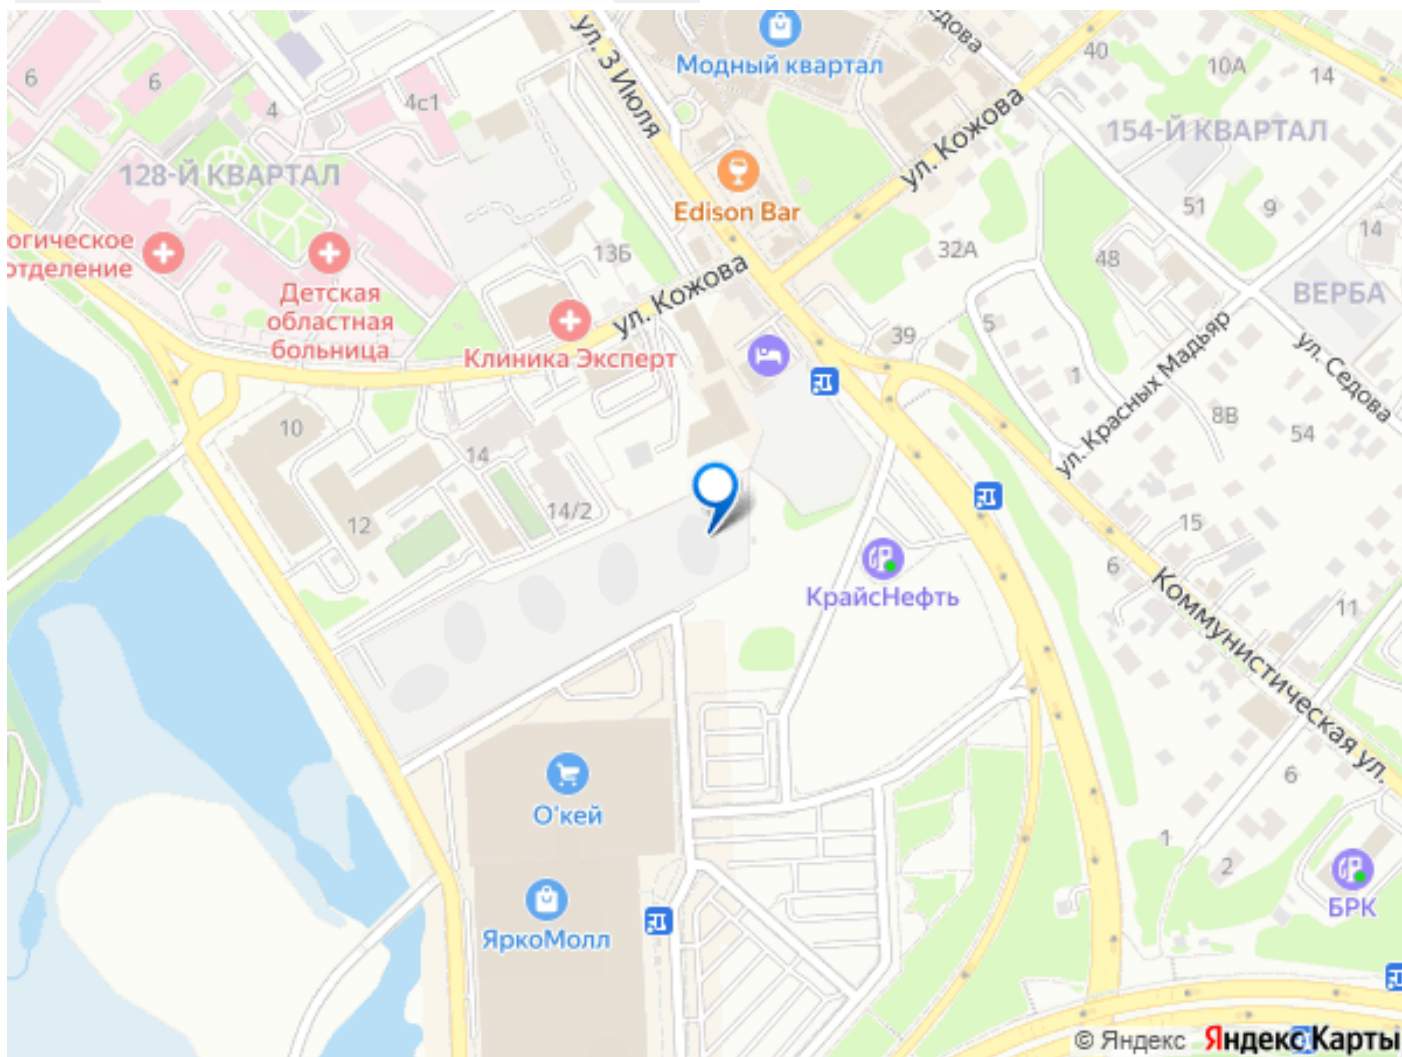 Модный квартал
ул. 3 Июля
Седова
40
10А
14
6
6
4
4с1
ул. Кожова
154-Й КВАРТАЛ
128-Й КВАРТАЛ
Edison Bar
51
9
14
огическое
отделение
13Б
32А
48
ВЕРБА
Детская
областная
больница
ул. Кожова
Клиника Эксперт
39
5
1
ул. Красных Мадьяр
ул. Седова
8В
54
10
14
12
14/2
15
6
КрайсНефть
11
Коммунистическая ул.
О'кей
6
1
2
БРК
ЯркоМолл
© Яндекс Яндекс Карты